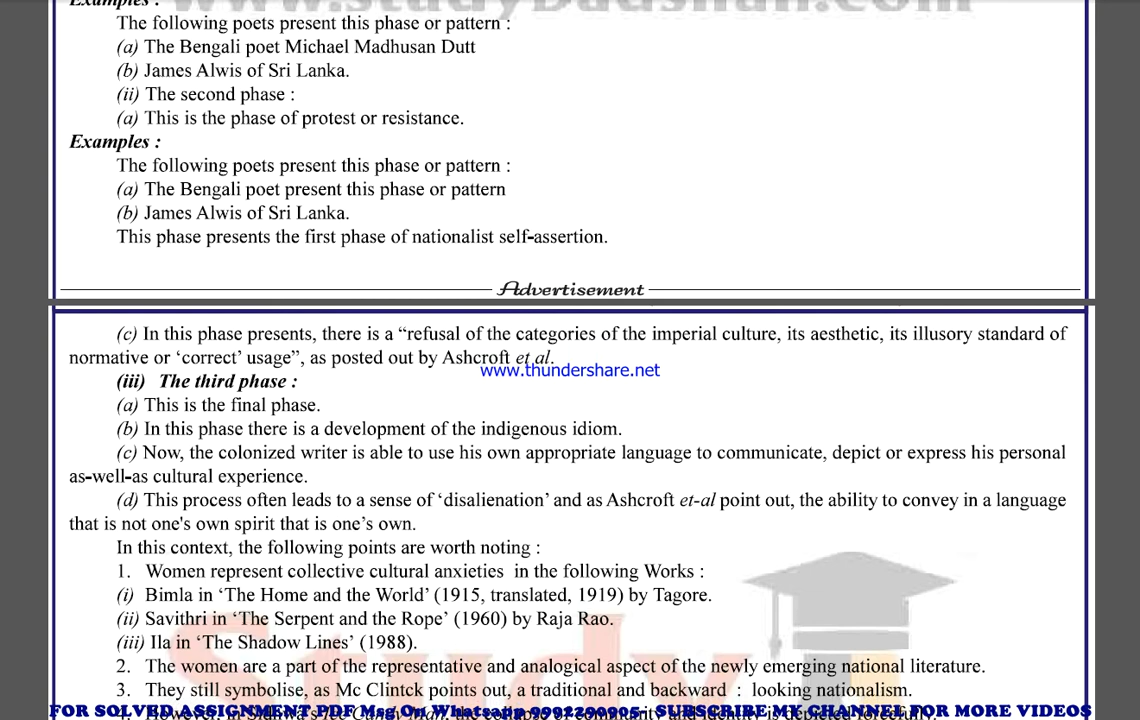 www.studybadshah.com
Examples :
The following poets present this phase or pattern :
(a) The Bengali poet Michael Madhusan Dutt
(b) James Alwis of Sri Lanka.
(ii) The second phase :
(a) This is the phase of protest or resistance.
Examples :
The following poets present this phase or pattern :
(a) The Bengali poet present this phase or pattern
(b) James Alwis of Sri Lanka.
This phase presents the first phase of nationalist self-assertion.
Advertisement
(c) In this phase presents, there is a “refusal of the categories of the imperial culture, its aesthetic, its illusory standard of
normative or ‘correct’ usage”, as posted out by Ashcroft et al.
www.thundershare.net
(iii) The third phase :
(a) This is the final phase.
(b) In this phase there is a development of the indigenous idiom.
(c) Now, the colonized writer is able to use his own appropriate language to communicate, depict or express his personal
as-well-as cultural experience.
(d) This process often leads to a sense of ‘disalienation’ and as Ashcroft et-al point out, the ability to convey in a language
that is not one's own spirit that is one’s own.
In this context, the following points are worth noting :
1. Women represent collective cultural anxieties in the following Works :
(i) Bimla in ‘The Home and the World’ (1915, translated, 1919) by Tagore.
(ii) Savithri in ‘The Serpent and the Rope’ (1960) by Raja Rao.
(iii) Ila in ‘The Shadow Lines’ (1988).
2. The women are a part of the representative and analogical aspect of the newly emerging national literature.
3. They still symbolise, as Mc Clintck points out, a traditional and backward : looking nationalism.
FOR SOLVED ASSIGNMENT PDF Msg On Whatsapp 9992290905- SUBSCRIBE MY CHANNEL FOR MORE VIDEOS
Study